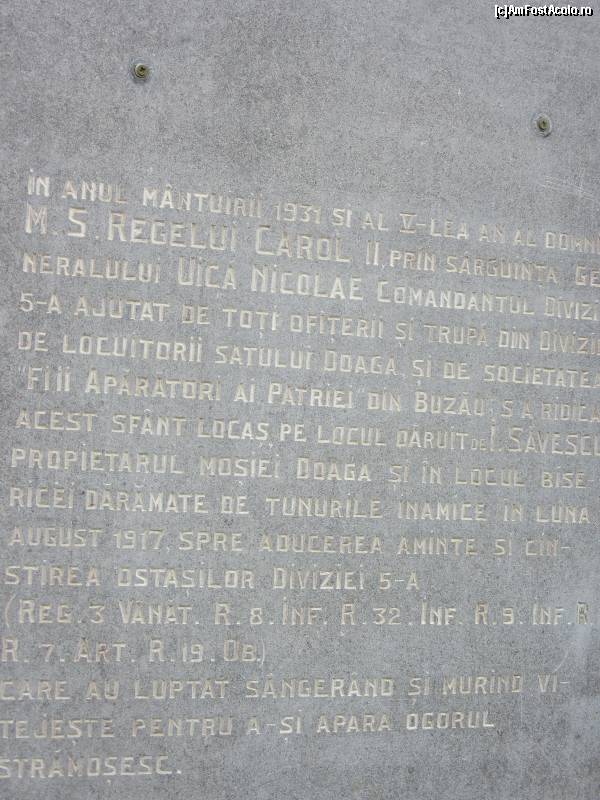 (c)AmFostAcolo.ro
ÎN ANUL MÂNTUIRII 1931 ȘI AL V-LEA AN AL DOMNI
M. S. REGELUI CAROL II, PRIN SÂRGUINȚA GE
NERALULUI UICĂ NICOLAE COMANDANTUL DIVIZI
5-A AJUTAT DE TOȚI OFIȚERII ȘI TRUPA DIN DIVIZI
DE LOCUITORII SATULUI DOAGA, ȘI DE SOCIETATEA
"FIII APĂRĂTORI AI PATRIEI DIN BUZĂU", S'A RIDICA
ACEST SFÂNT LOCAȘ, PE LOCUL DĂRUIT DE I. SĂVESCU
PROPIETARUL MOȘIEI DOAGA ȘI ÎN LOCUL BISE-
RICEI DĂRÂMATE DE TUNURILE INAMICE ÎN LUNA
AUGUST 1917, SPRE ADUCEREA AMINTE ȘI CIN-
STIREA OSTAȘILOR DIVIZIEI 5-A
(REG. 3 VÂNĂT. R. 8. INF. R. 32. INF. R. 9. INF. R.
R. 7. ART. R. 19. OB.)
CARE AU LUPTAT SÂNGERÂND ȘI MURIND VI-
TEJEȘTE PENTRU A-ȘI APARA OGORUL
STRĂMOȘESC.